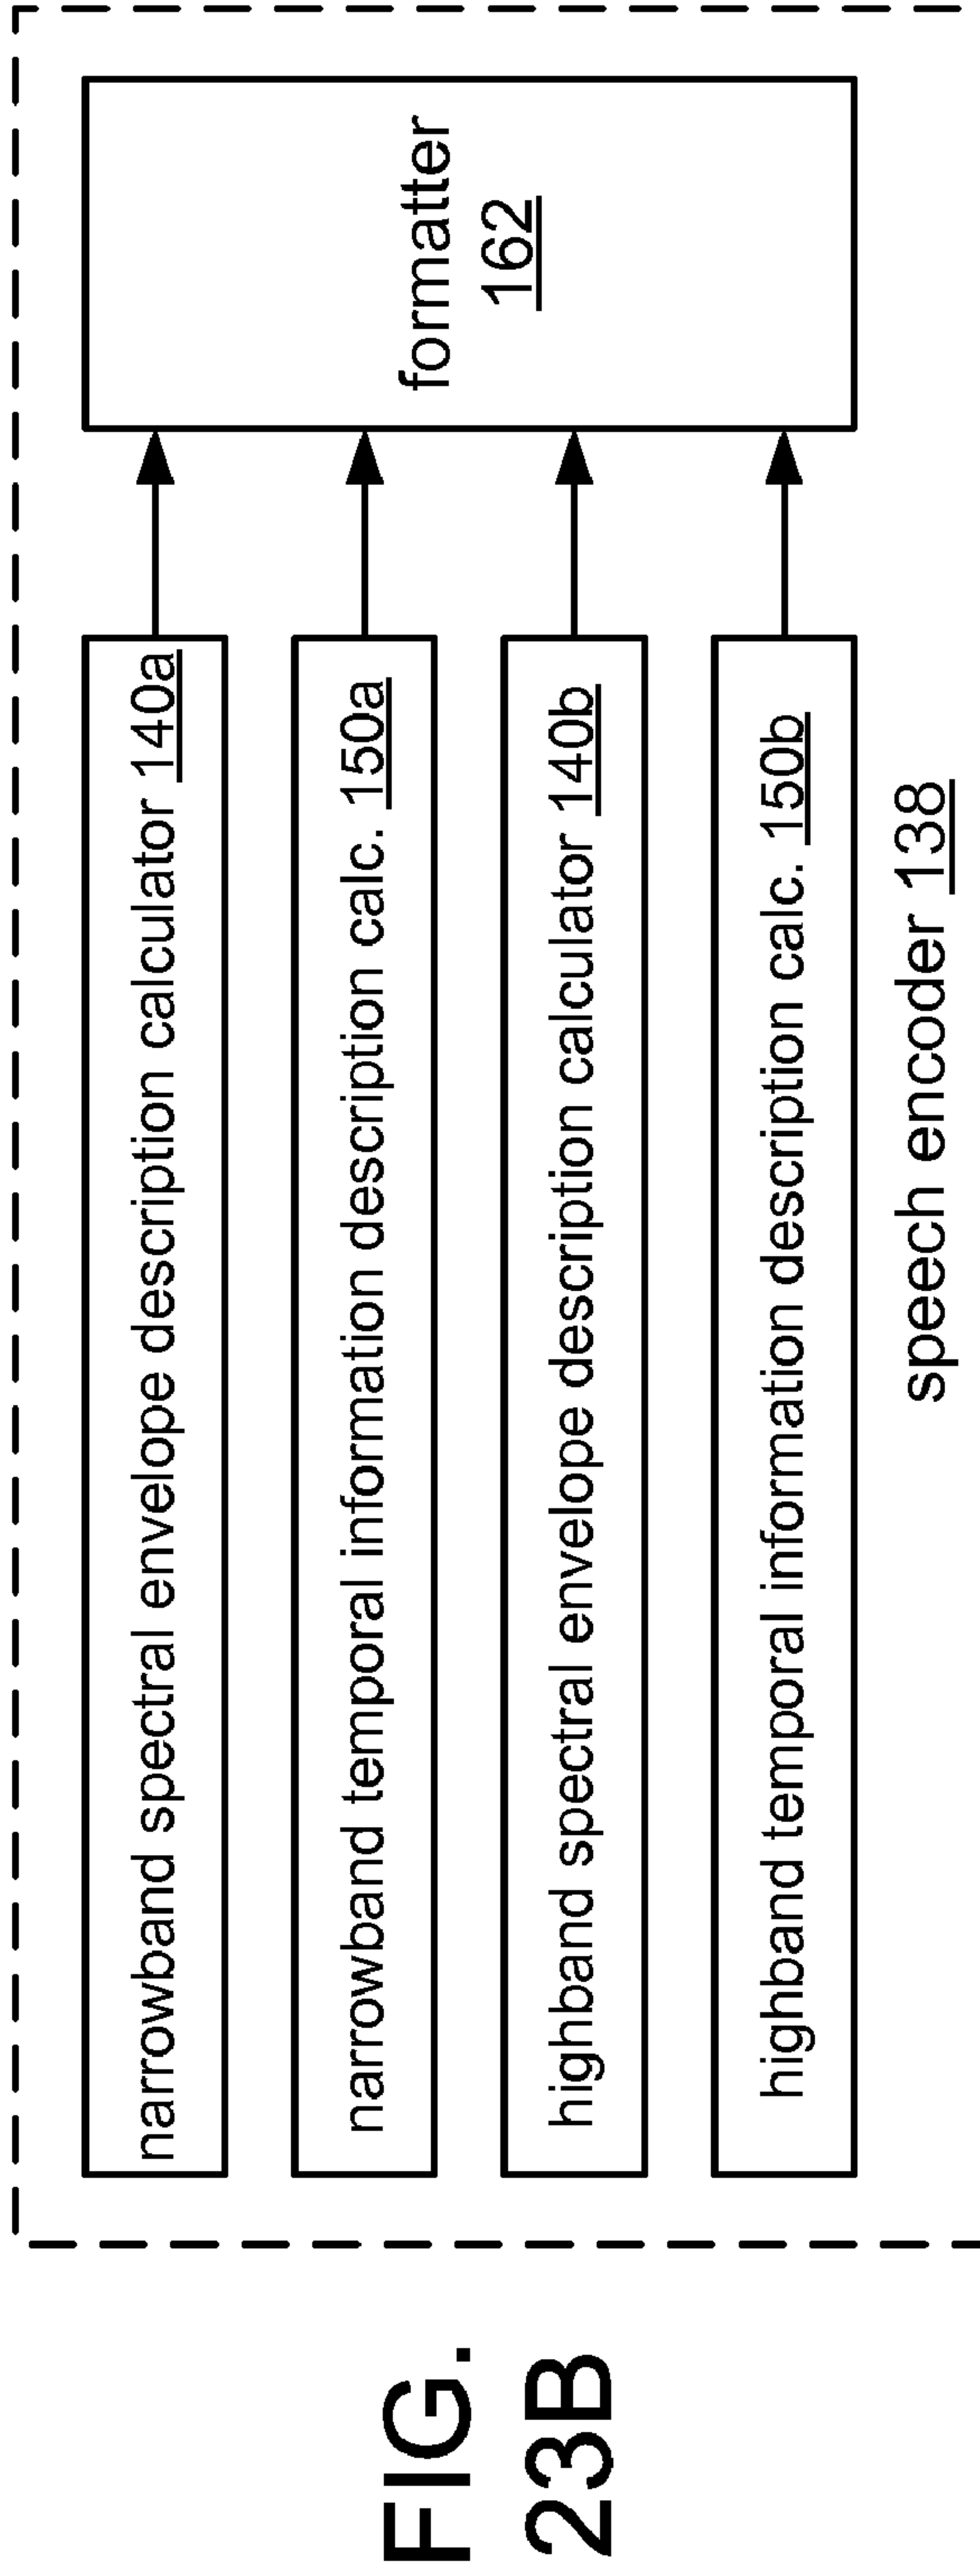 FIG.
23B
narrowband spectral envelope description calculator 140a
narrowband temporal information description calc. 150a
highband spectral envelope description calculator 140b
highband temporal information description calc. 150b
formatter
162
speech encoder 138